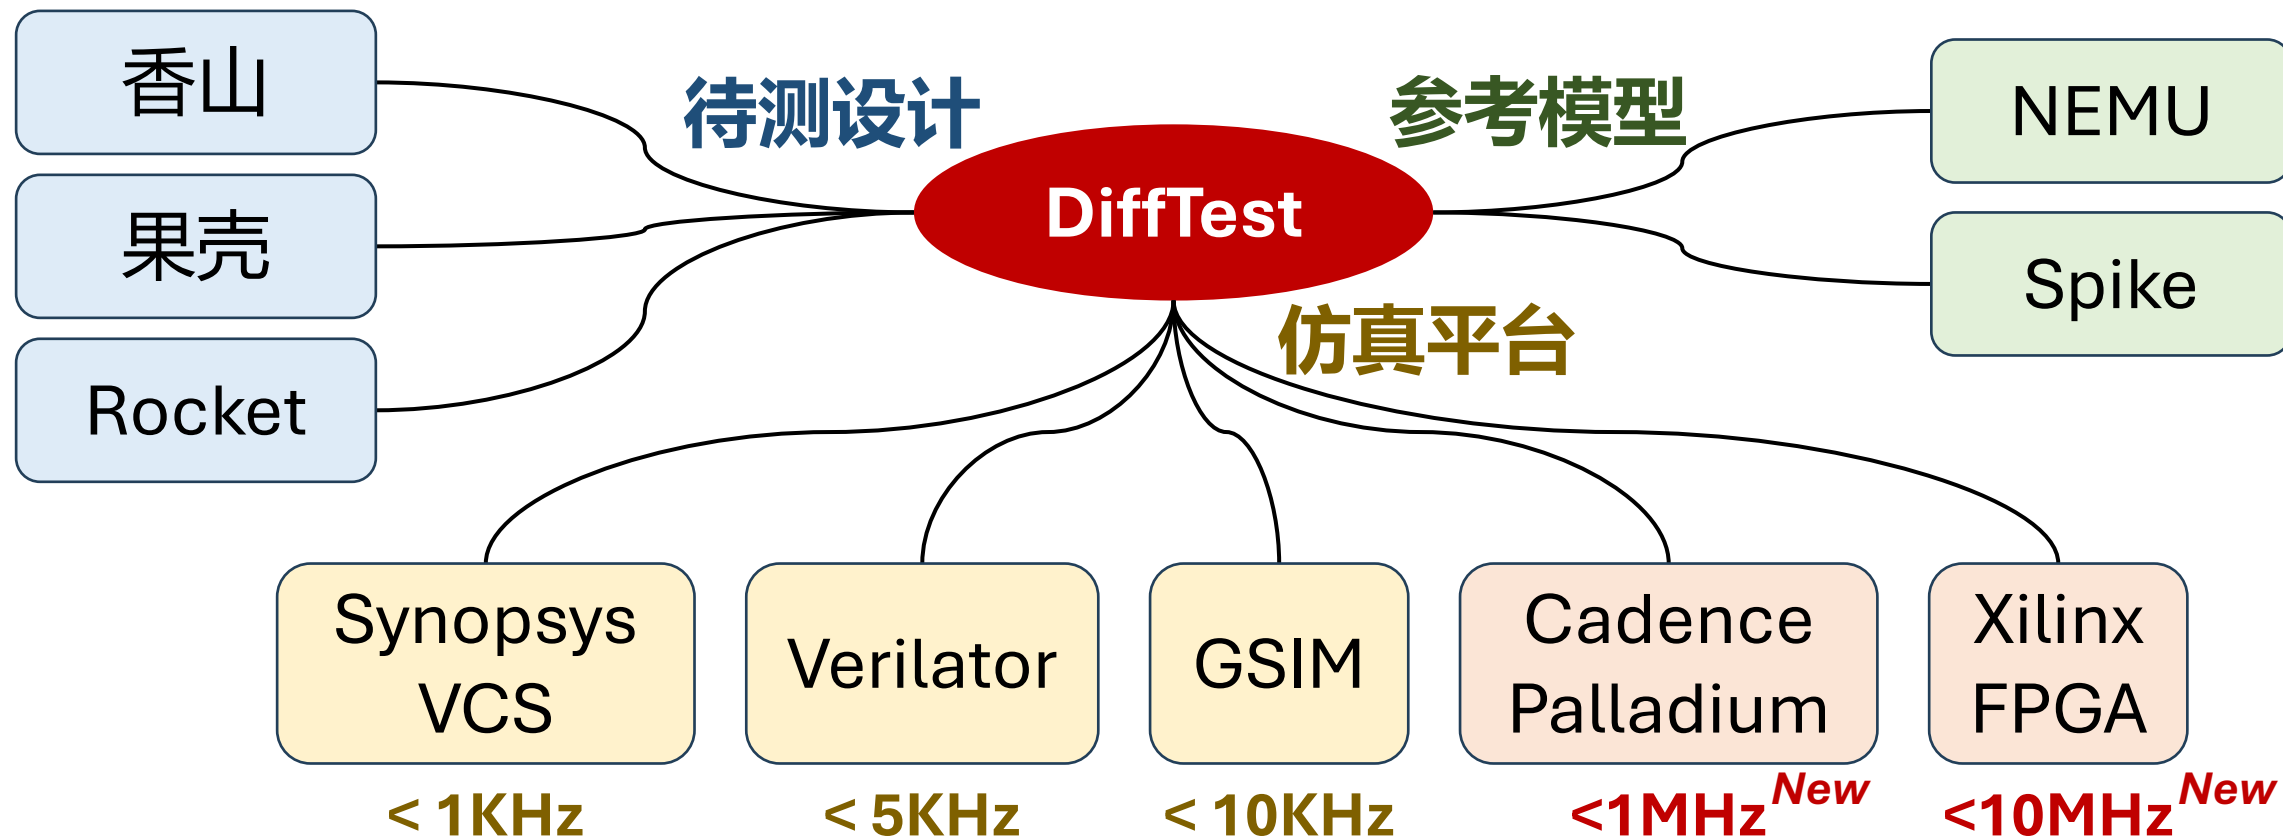 香山
果壳
Rocket
待测设计
DiffTest
参考模型
NEMU
Spike
仿真平台
Synopsys
VCS
Verilator
GSIM
Cadence
Palladium
Xilinx
FPGA
< 1KHz
< 5KHz
< 10KHz
<1MHz New
<10MHz New